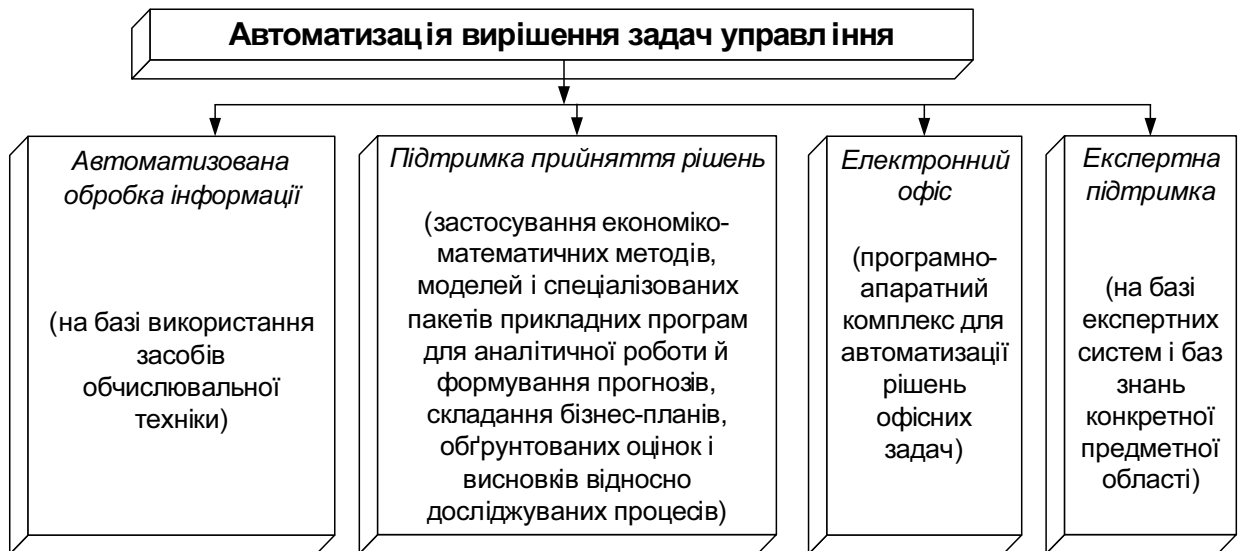 Автоматизація вирішення задач управління
Автоматизована
обробка інформації
(на базі використання
засобів
обчислювальної
техніки)
Підтримка прийняття рішень
(застосування економіко-
математичних методів,
моделей і спеціалізованих
пакетів прикладних програм
для аналітичної роботи й
формування прогнозів,
складання бізнес-планів,
обґрунтованих оцінок і
висновків відносно
досліджуваних процесів)
Електронний
офіс
(програмно-
апаратний
комплекс для
автоматизації
рішень
офісних
задач)
Експертна
підтримка
(на базі
експертних
систем і баз
знань
конкретної
предметної
області)